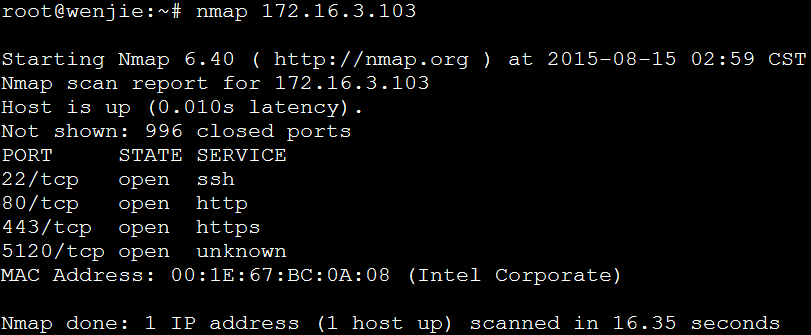 root@wenjie:~# nmap 172.16.3.103
Starting Nmap 6.40 ( http://nmap.org ) at 2015-08-15 02:59 CST
Nmap scan report for 172.16.3.103
Host is up (0.010s latency).
Not shown: 996 closed ports
PORT     STATE SERVICE
22/tcp   open  ssh
80/tcp   open  http
443/tcp  open  https
5120/tcp open  unknown
MAC Address: 00:1E:67:BC:0A:08 (Intel Corporate)
Nmap done: 1 IP address (1 host up) scanned in 16.35 seconds